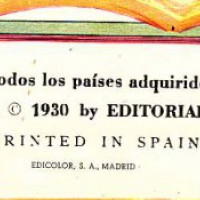 odos los países adquirido
© 1930 by EDITORIAL
RINTED IN SPAIN
EDICOLOR, S. A., MADRID